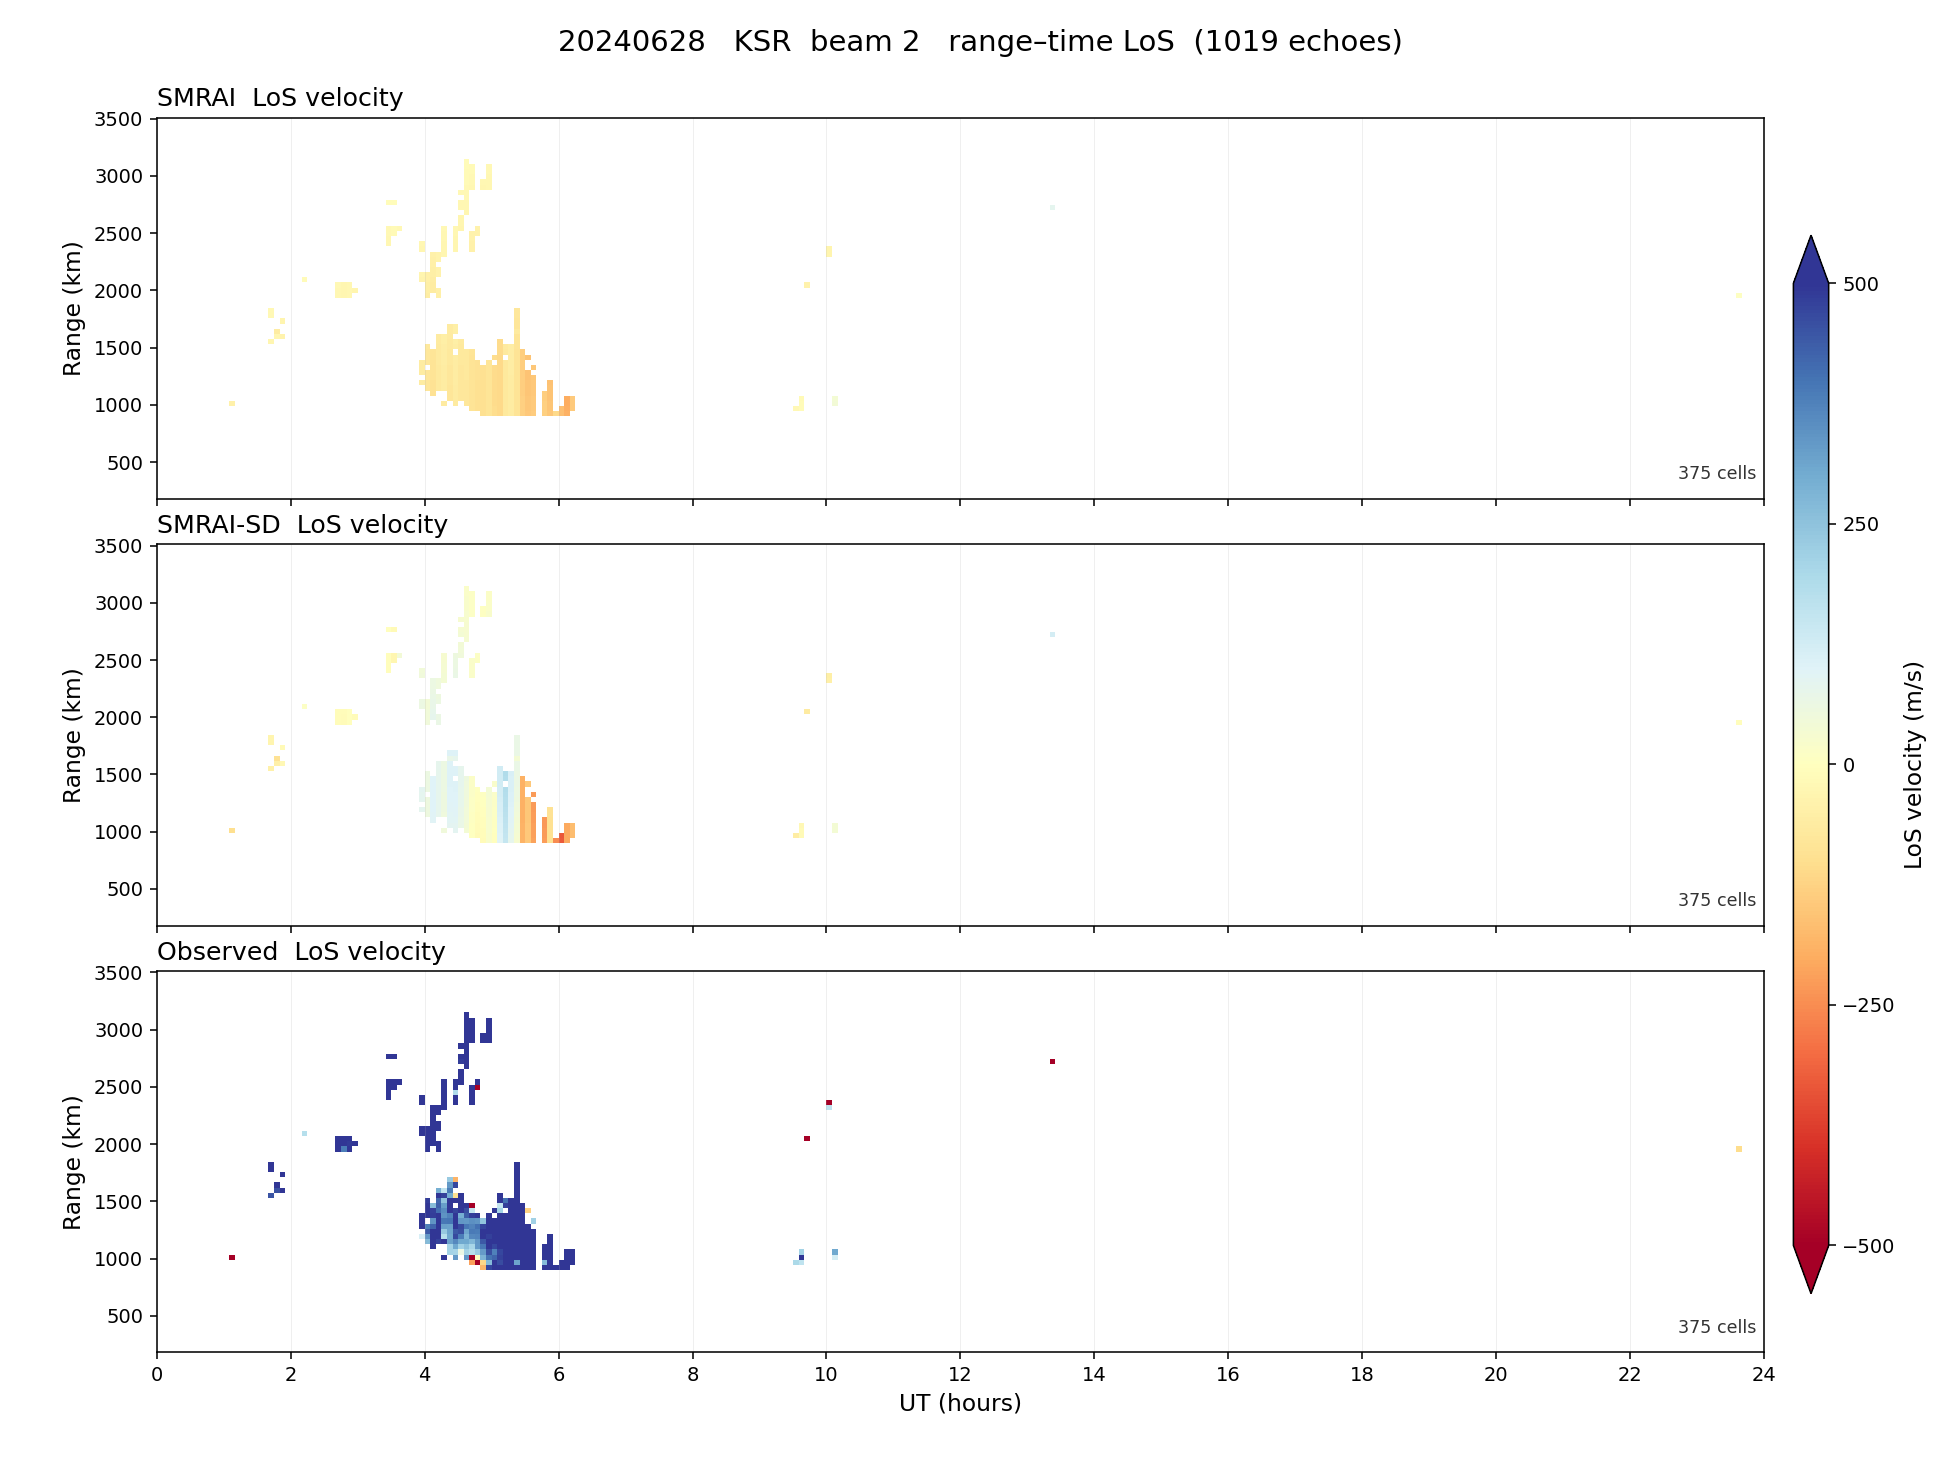 20240628   KSR  beam 2   range–time LoS  (1019 echoes)
SMRAI  LoS velocity
3500
3000
2500
2000
1500
1000
500
Range (km)
375 cells
SMRAI-SD  LoS velocity
3500
3000
2500
2000
1500
1000
500
Range (km)
375 cells
Observed  LoS velocity
3500
3000
2500
2000
1500
1000
500
Range (km)
375 cells
0 2 4 6 8 10 12 14 16 18 20 22 24
UT (hours)
500
250
0
−250
−500
LoS velocity (m/s)